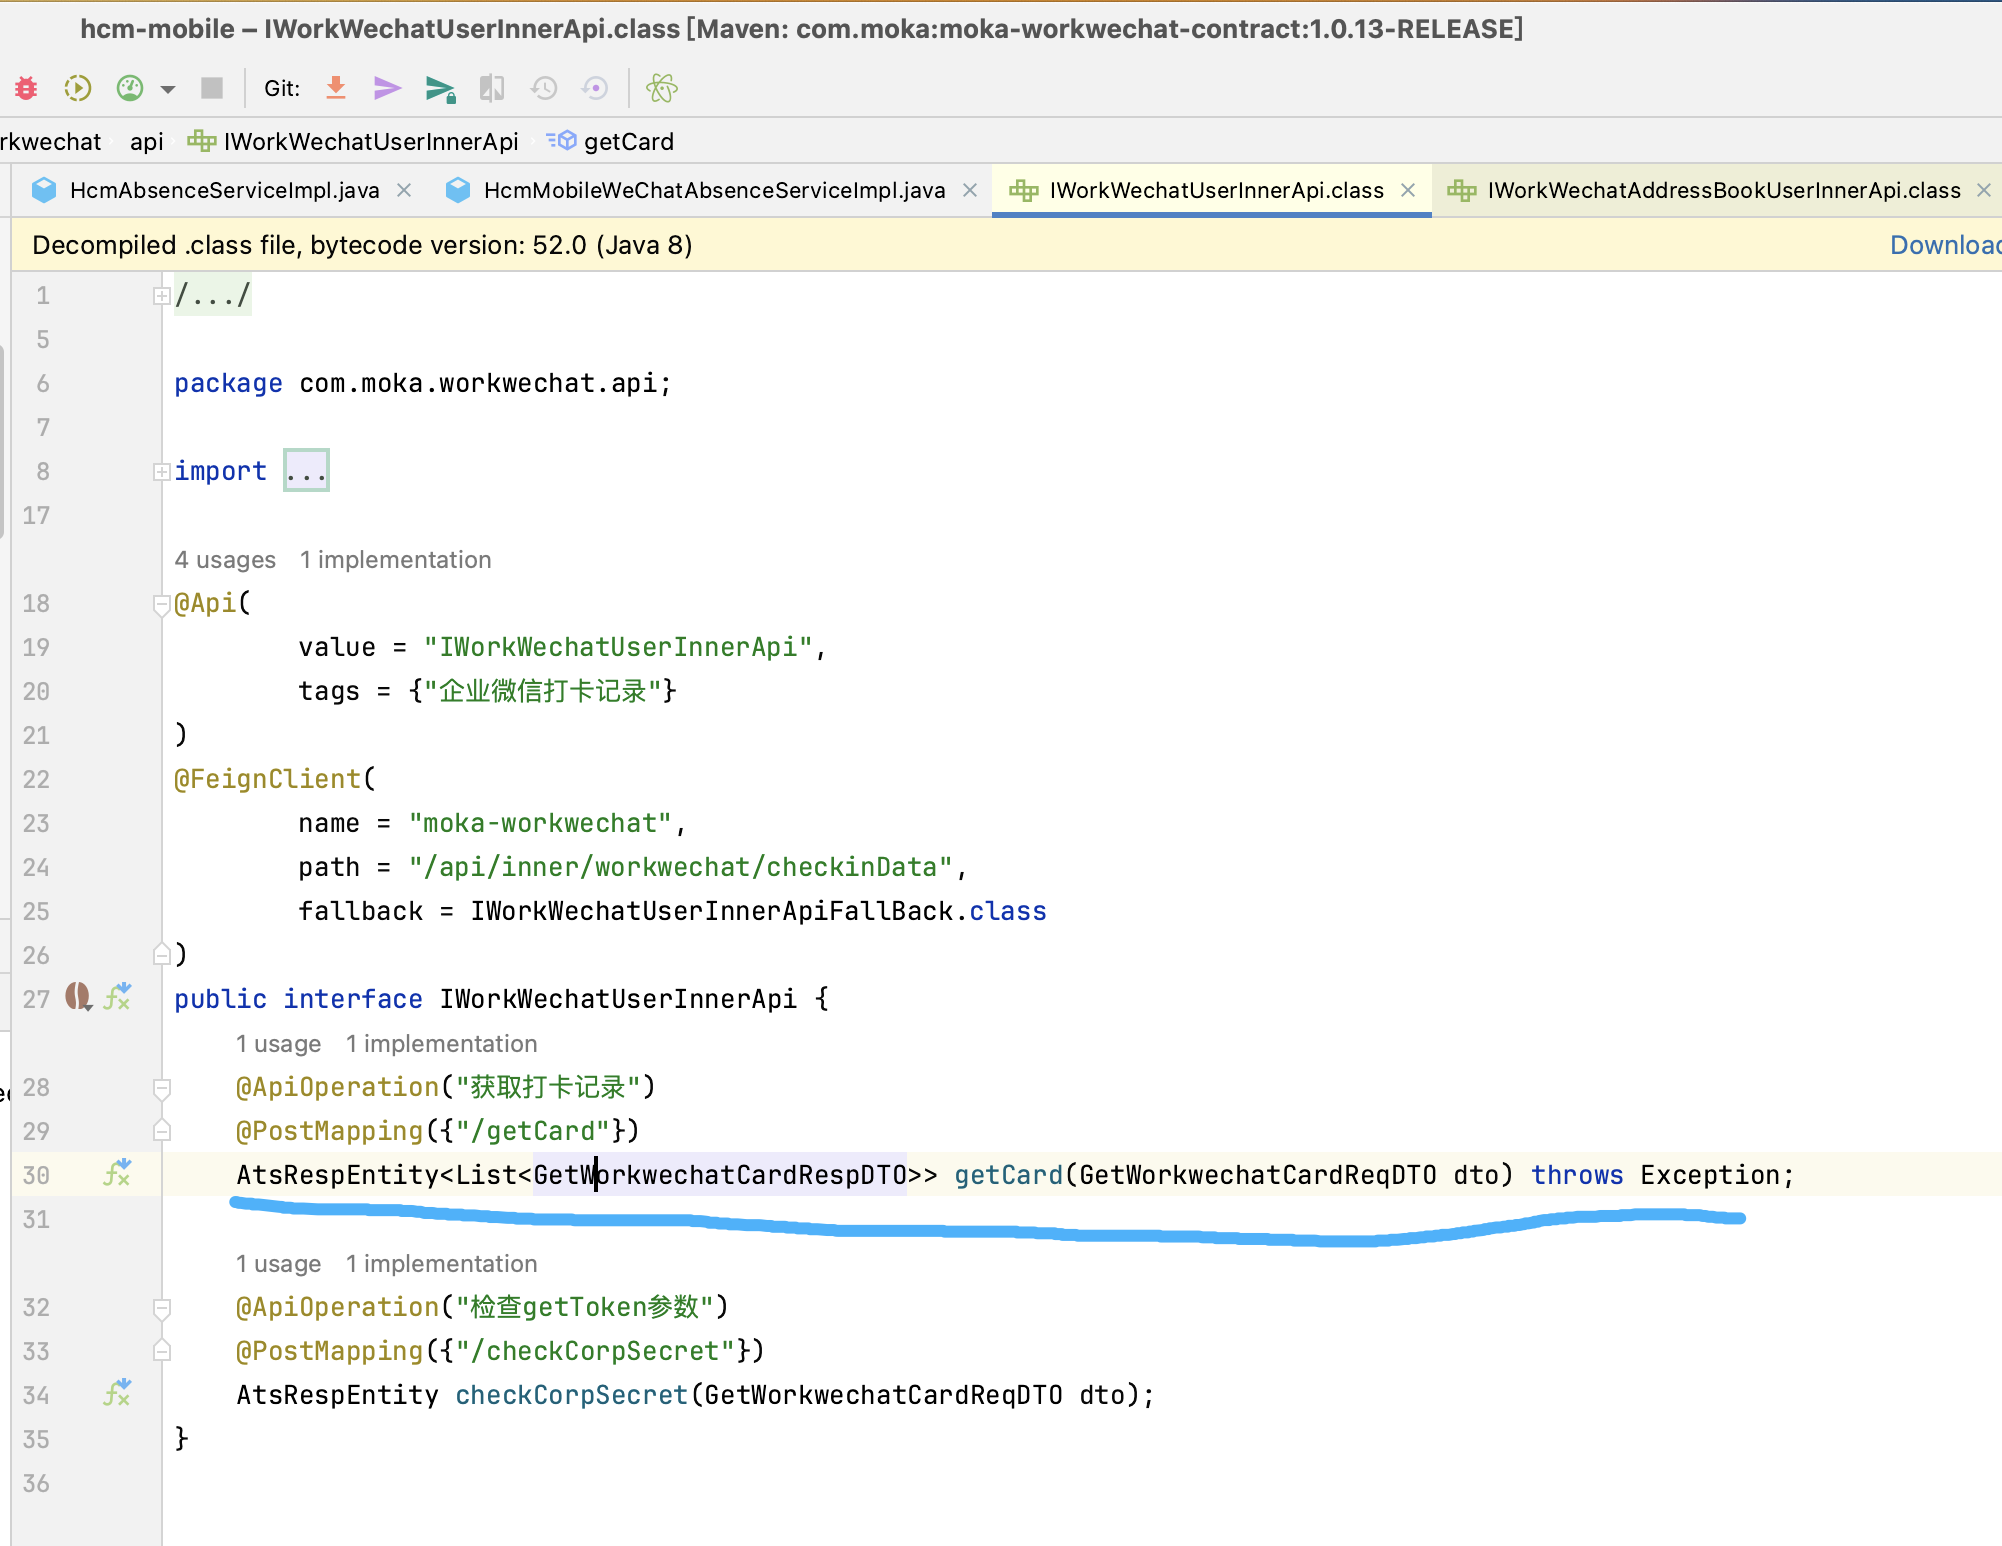 hcm-mobile – IWorkWechatUserInnerApi.class [Maven: com.moka:moka-workwechat-contract:1.0.13-RELEASE]
Git:
rkwechat api IWorkWechatUserInnerApi getCard
HcmAbsenceServiceImpl.java HcmMobileWeChatAbsenceServiceImpl.java IWorkWechatUserInnerApi.class IWorkWechatAddressBookUserInnerApi.class
Decompiled .class file, bytecode version: 52.0 (Java 8) Download
1 /.../
5
6 package com.moka.workwechat.api;
7
8 import ...
17
4 usages 1 implementation
18 @Api(
19 value = "IWorkWechatUserInnerApi",
20 tags = {"企业微信打卡记录"}
21 )
22 @FeignClient(
23 name = "moka-workwechat",
24 path = "/api/inner/workwechat/checkinData",
25 fallback = IWorkWechatUserInnerApiFallBack.class
26 )
27 public interface IWorkWechatUserInnerApi {
1 usage 1 implementation
28 @ApiOperation("获取打卡记录")
29 @PostMapping({"/getCard"})
30 AtsRespEntity<List<GetWorkwechatCardRespDTO>> getCard(GetWorkwechatCardReqDTO dto) throws Exception;
31
1 usage 1 implementation
32 @ApiOperation("检查getToken参数")
33 @PostMapping({"/checkCorpSecret"})
34 AtsRespEntity checkCorpSecret(GetWorkwechatCardReqDTO dto);
35 }
36